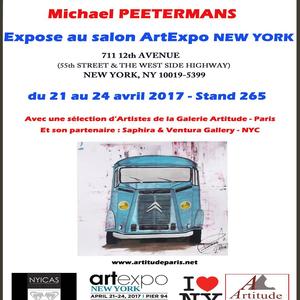 Michael PEETERMANS
Expose au salon ArtExpo NEW YORK
711 12th AVENUE
(55th STREET & THE WEST SIDE HIGHWAY)
NEW YORK, NY 10019-5399
du 21 au 24 avril 2017 - Stand 265
Avec une sélection d'Artistes de la Galerie Artitude - Paris
Et son partenaire : Saphira & Ventura Gallery - NYC
www.artitudeparis.net
NYICAS
artexpo
NEW YORK
APRIL 21-24, 2017 | PIER 94
I
NY
Artitude